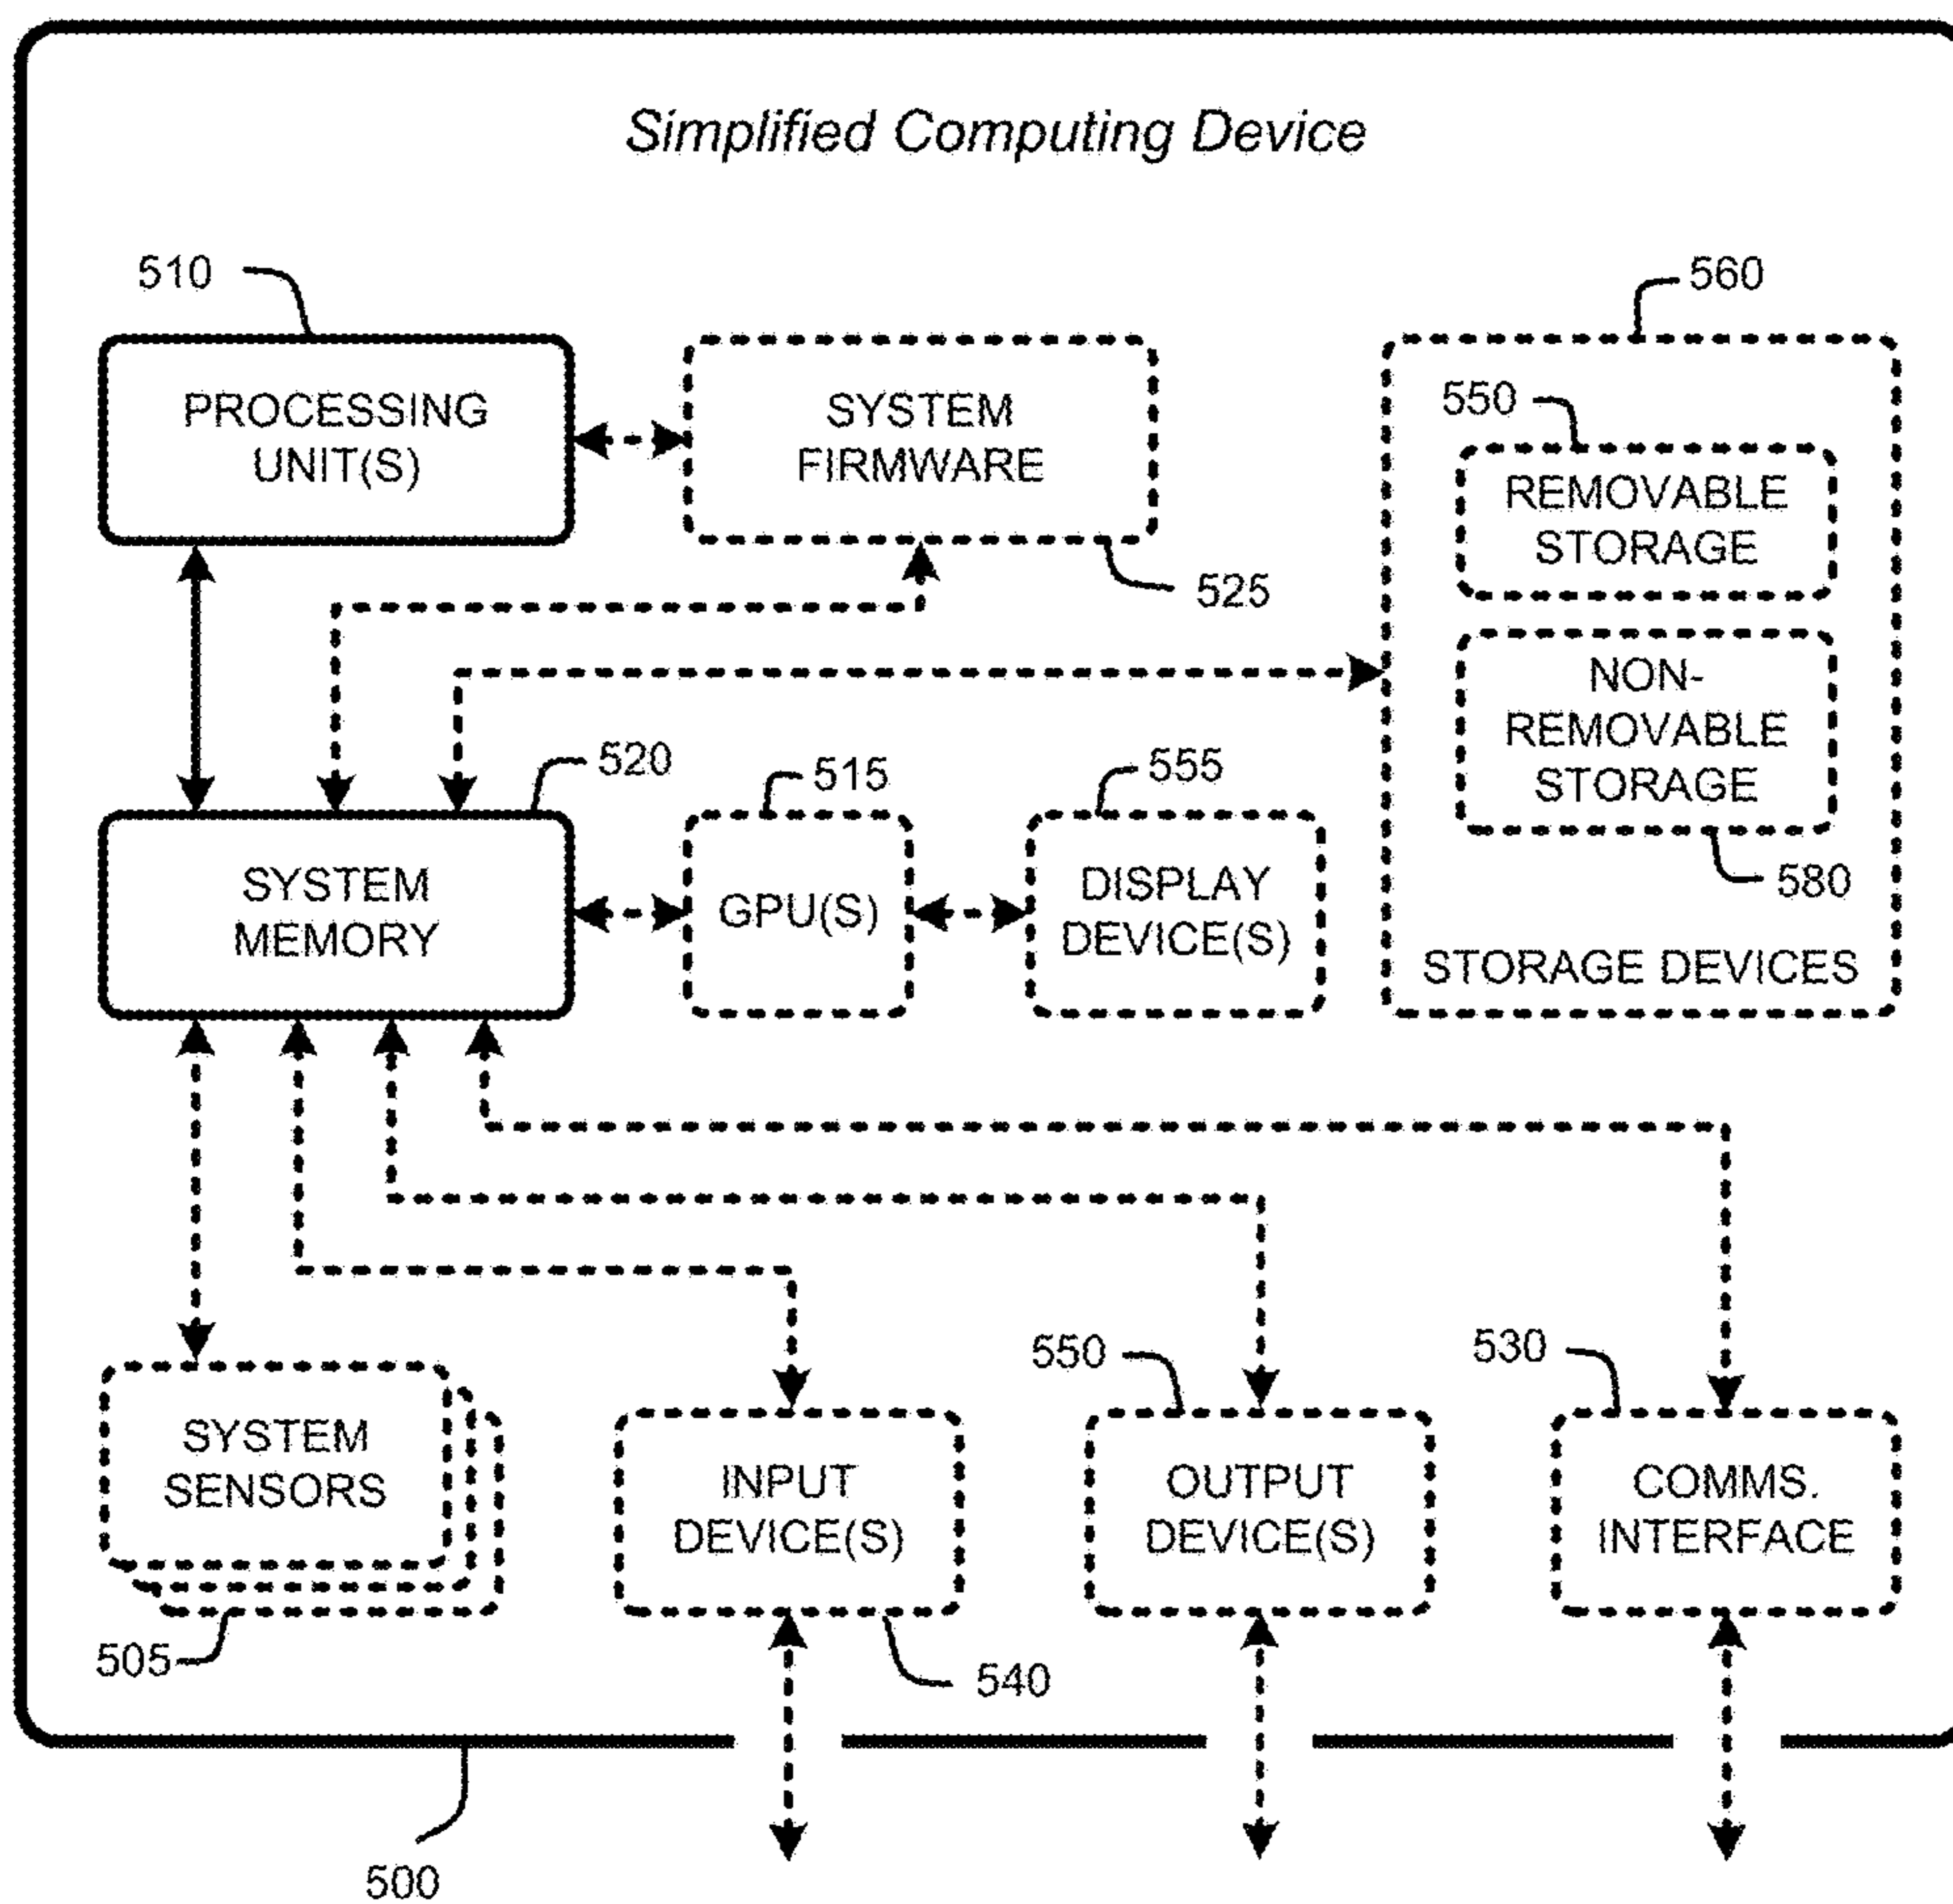 Simplified Computing Device
510
560
PROCESSING
UNIT(S)
SYSTEM
FIRMWARE
525
550
REMOVABLE
STORAGE
NON-
REMOVABLE
STORAGE
580
STORAGE DEVICES
520
515
555
SYSTEM
MEMORY
GPU(S)
DISPLAY
DEVICE(S)
550
530
SYSTEM
SENSORS
INPUT
DEVICE(S)
OUTPUT
DEVICE(S)
COMMS.
INTERFACE
505
540
500